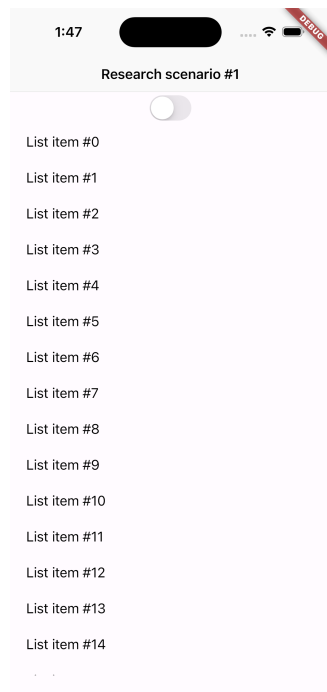 1:47
DEBUG
Research scenario #1
List item #0
List item #1
List item #2
List item #3
List item #4
List item #5
List item #6
List item #7
List item #8
List item #9
List item #10
List item #11
List item #12
List item #13
List item #14